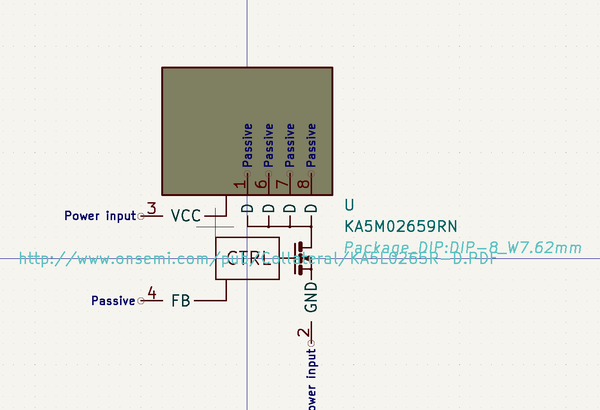 Passive Passive Passive Passive
1 6 7 8
D D D D
U
Power input 3 VCC
KA5M02659RN
Package_DIP:DIP-8_W7.62mm
CTRL
http://www.onsemi.com/pub/Collateral/KA5L0265R-D.PDF
Passive 4 FB
GND
2
ower input